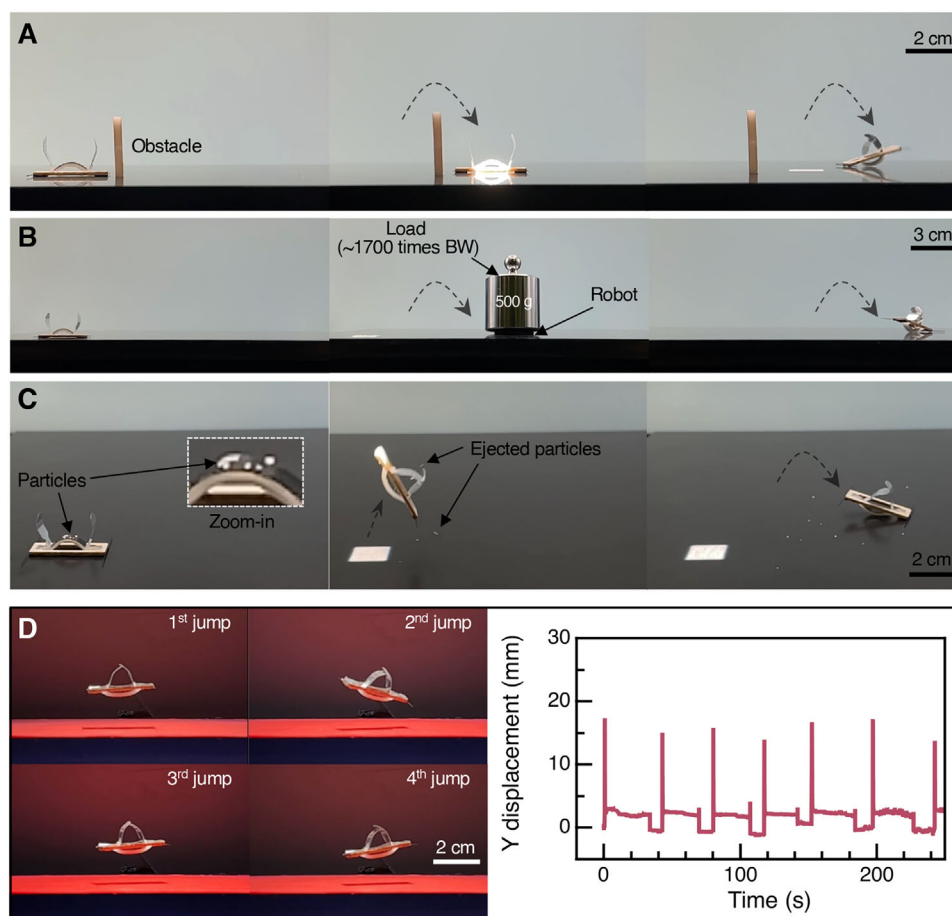 A
2 cm
Obstacle
B
Load
(~1700 times BW)
3 cm
500 g
Robot
C
Particles
Zoom-in
Ejected particles
2 cm
D
1st jump
2nd jump
3rd jump
4th jump
2 cm
Y displacement (mm)
30
20
10
0
0
100
200
Time (s)